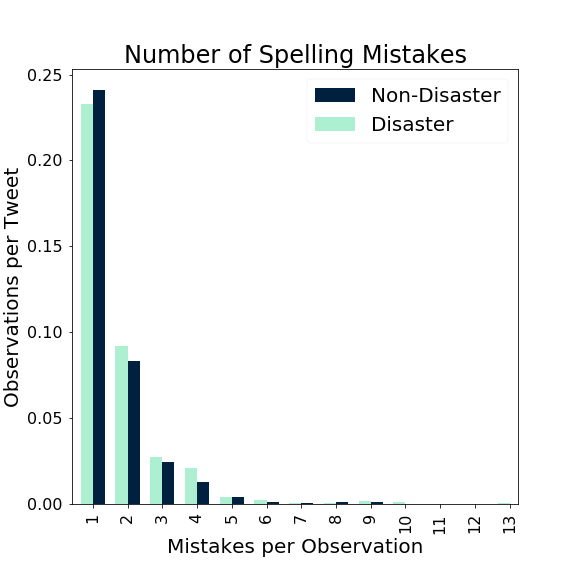 Number of Spelling Mistakes
Non-Disaster
Disaster
Observations per Tweet
0.25
0.20
0.15
0.10
0.05
0.00
1 2 3 4 5 6 7 8 9 10 11 12 13
Mistakes per Observation